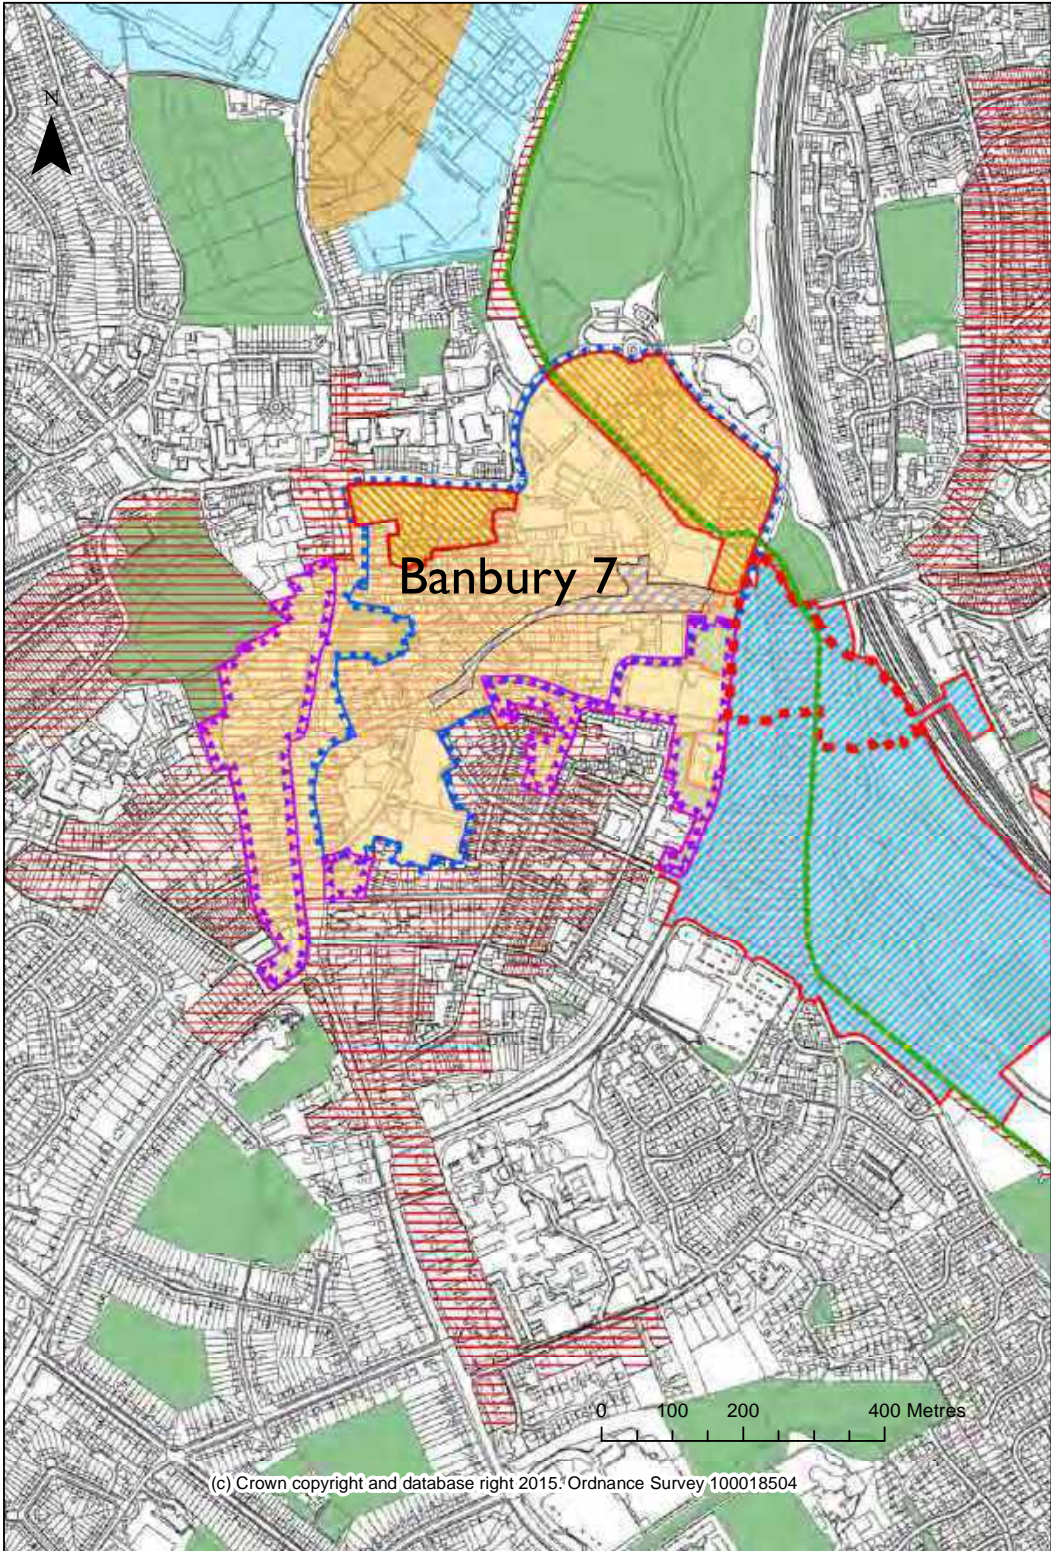 N
Banbury 7
0 100 200 400 Metres
(c) Crown copyright and database right 2015. Ordnance Survey 100018504